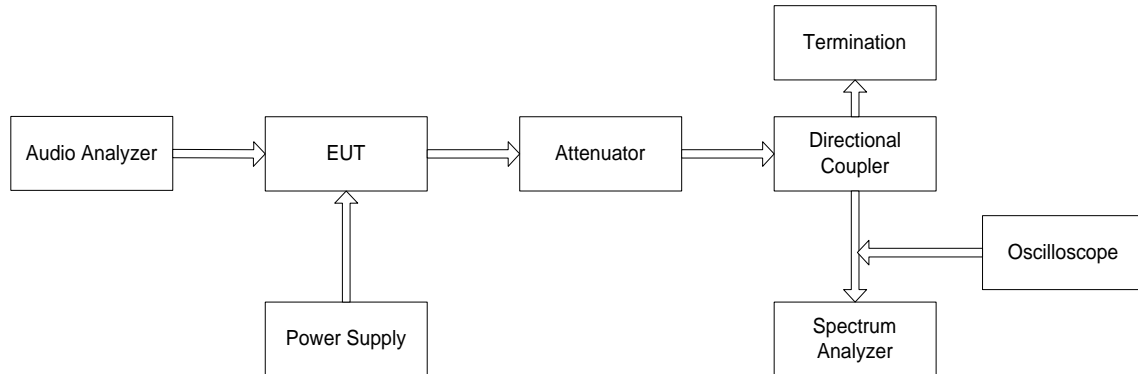 Termination
Audio Analyzer
EUT
Attenuator
Directional
Coupler
Oscilloscope
Power Supply
Spectrum
Analyzer